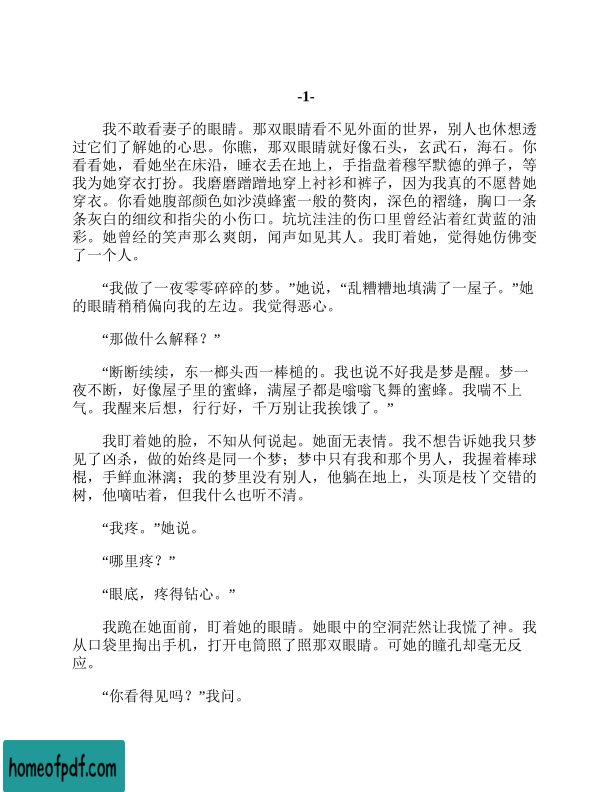 -1-
我不敢看妻子的眼睛。那双眼睛看不见外面的世界，别人也休想透
过它们了解她的心思。你瞧，那双眼睛就好像石头，玄武石，海石。你
看看她，看她坐在床沿，睡衣丢在地上，手指盘着穆罕默德的弹子，等
我为她穿衣打扮。我磨磨蹭蹭地穿上衬衫和裤子，因为我真的不愿替她
穿衣。你看她腹部颜色如沙漠蜂蜜一般的赘肉，深色的褶缝，胸口一条
条灰白的细纹和指尖的小伤口。坑坑洼洼的伤口里曾经沾着红黄蓝的油
彩。她曾经的笑声那么爽朗，闻声如见其人。我盯着她，觉得她仿佛变
了一个人。
“我做了一夜零零碎碎的梦。”她说，“乱糟糟地填满了一屋子。”她
的眼睛稍稍偏向我的左边。我觉得恶心。
“那做什么解释？”
“断断续续，东一榔头西一棒槌的。我也说不好我是梦是醒。梦一
夜不断，好像屋子里的蜜蜂，满屋子都是嗡嗡飞舞的蜜蜂。我喘不上
气。我醒来后想，行行好，千万别让我挨饿了。”
我盯着她的脸，不知从何说起。她面无表情。我不想告诉她我只梦
见了凶杀，做的始终是同一个梦；梦中只有我和那个男人，我握着棒球
棍，手鲜血淋漓；我的梦里没有别人，他躺在地上，头顶是枝丫交错的
树，他嘀咕着，但我什么也听不清。
“我疼。”她说。
“哪里疼？”
“眼底，疼得钻心。”
我跪在她面前，盯着她的眼睛。她眼中的空洞茫然让我慌了神。我
从口袋里掏出手机，打开电筒照了照那双眼睛。可她的瞳孔却毫无反
应。
“你看得见吗？”我问。
homeofpdf.com